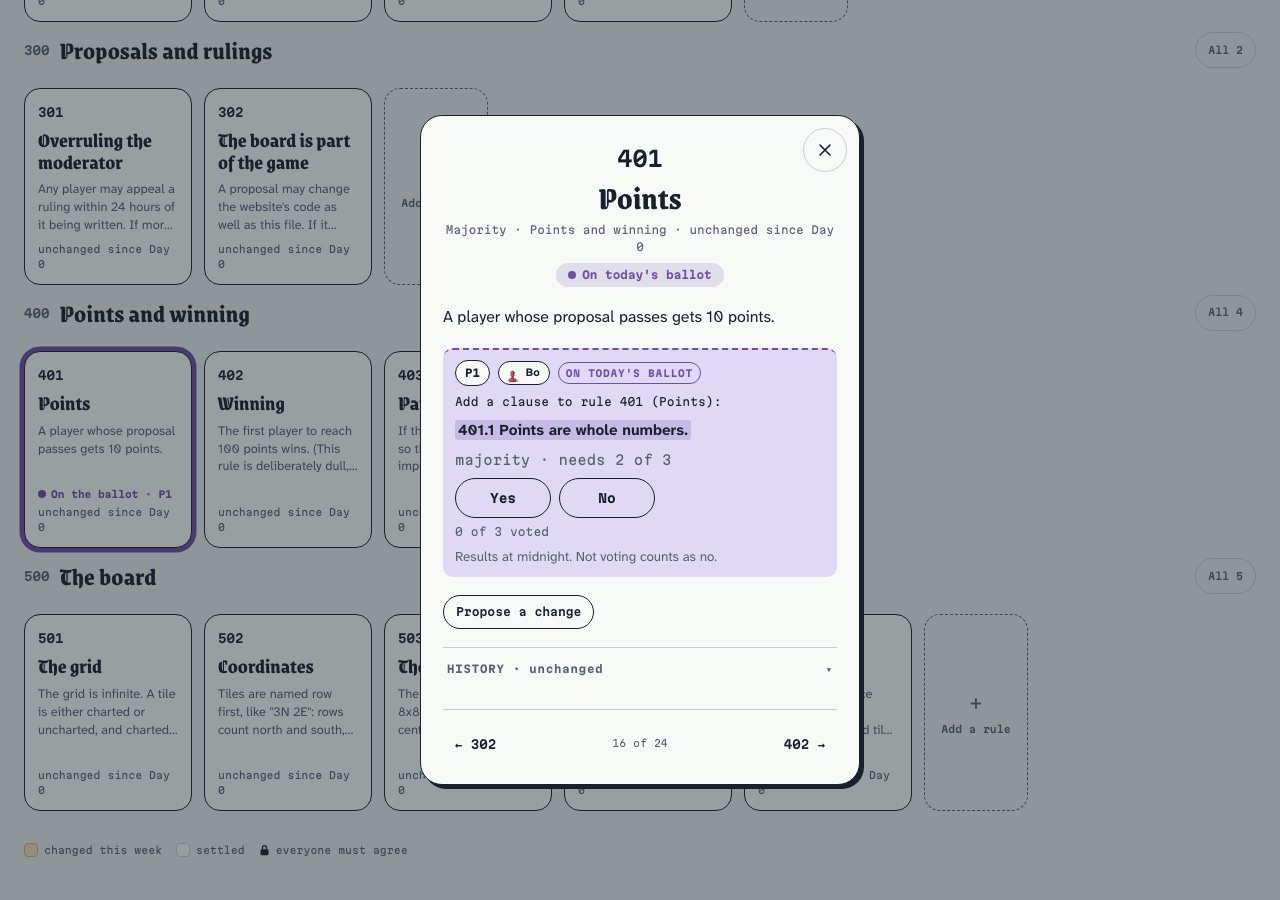 300 Proposals and rulings
All 2
301
Overruling the
moderator
Any player may appeal a
ruling within 24 hours of
it being written. If mor...
unchanged since Day
0
302
The board is part
of the game
A proposal may change
the website's code as
well as this file. If it...
unchanged since Day
0
400 Points and winning
All 4
401
Points
A player whose proposal
passes gets 10 points.
On the ballot · P1
unchanged since Day
0
402
Winning
The first player to reach
100 points wins. (This
rule is deliberately dull,...
unchanged since Day
0
403
401
Points
Majority · Points and winning · unchanged since Day
0
On today's ballot
A player whose proposal passes gets 10 points.
P1 Bo ON TODAY'S BALLOT
Add a clause to rule 401 (Points):
401.1 Points are whole numbers.
majority · needs 2 of 3
Yes No
0 of 3 voted
Results at midnight. Not voting counts as no.
Propose a change
HISTORY · unchanged
← 302 16 of 24 402 →
500 The board
All 5
501
The grid
The grid is infinite. A tile
is either charted or
uncharted, and charted...
unchanged since Day
0
502
Coordinates
Tiles are named row
first, like "3N 2E": rows
count north and south,...
unchanged since Day
0
503
8x8
Day
0
+
Add a rule
changed this week settled everyone must agree